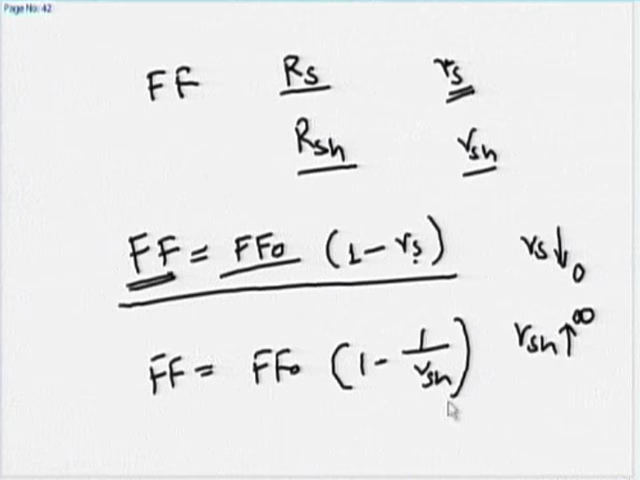 Page No: 42
FF Rs rs
Rsh rsh
FF = FFo (1 - rs) rs↓0
FF = FFo (1 - 1/rsh) rsh↑∞